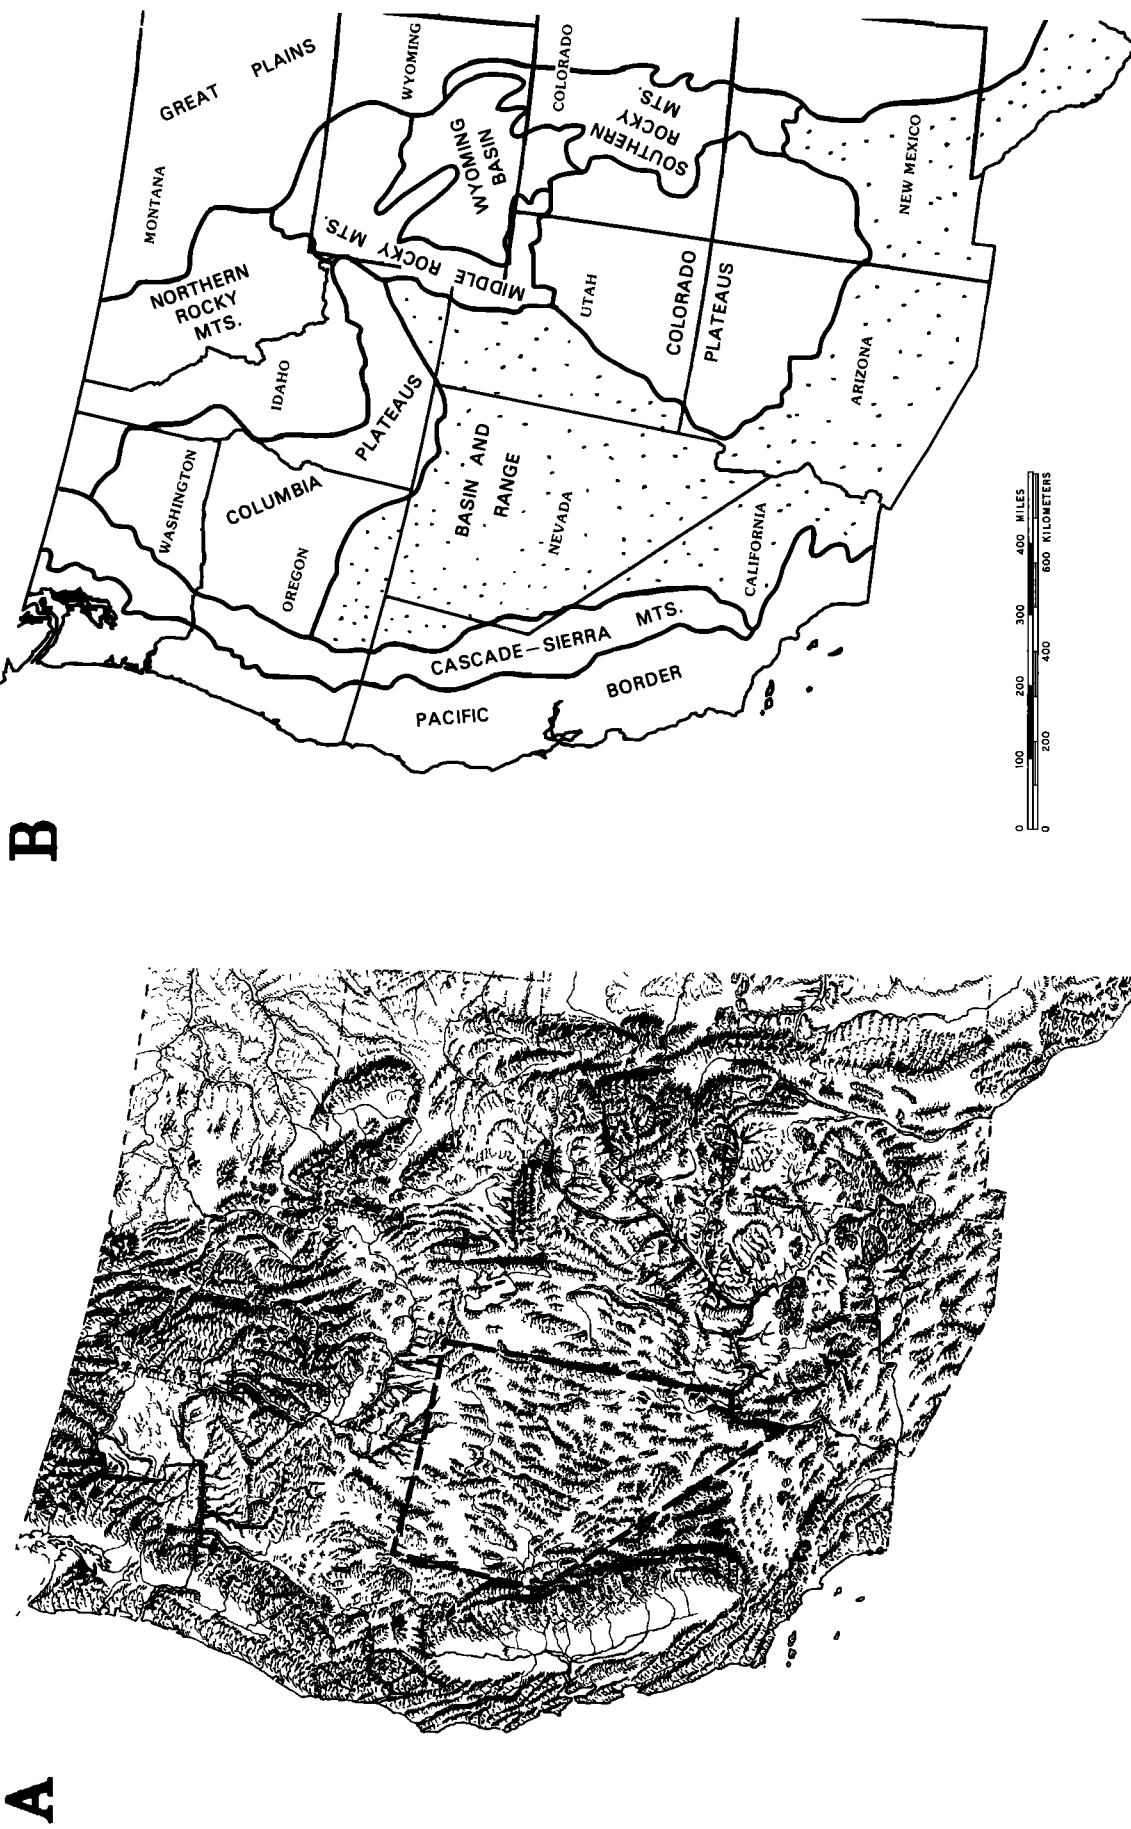 A
B
GREAT PLAINS
MONTANA
WYOMING
COLORADO
NORTHERN
ROCKY
MTS.
WYOMING
BASIN
SOUTHERN
ROCKY
MTS.
MIDDLE ROCKY MTS.
IDAHO
WASHINGTON
COLUMBIA
PLATEAUS
OREGON
UTAH
COLORADO
PLATEAUS
NEW MEXICO
ARIZONA
BASIN AND
RANGE
NEVADA
CALIFORNIA
CASCADE–SIERRA MTS.
PACIFIC BORDER
0 100 200 300 400 MILES
0 200 400 600 KILOMETERS